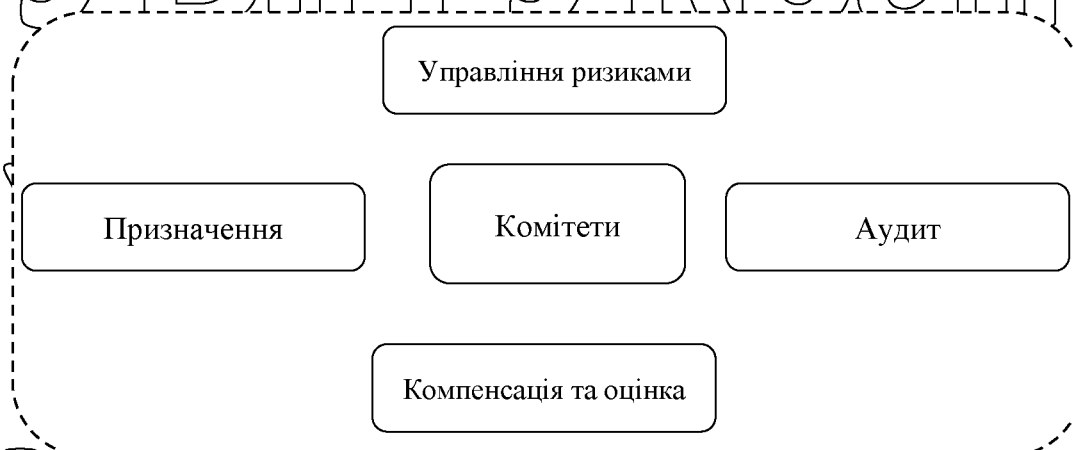 Управління ризиками
Призначення
Комітети
Аудит
Компенсація та оцінка